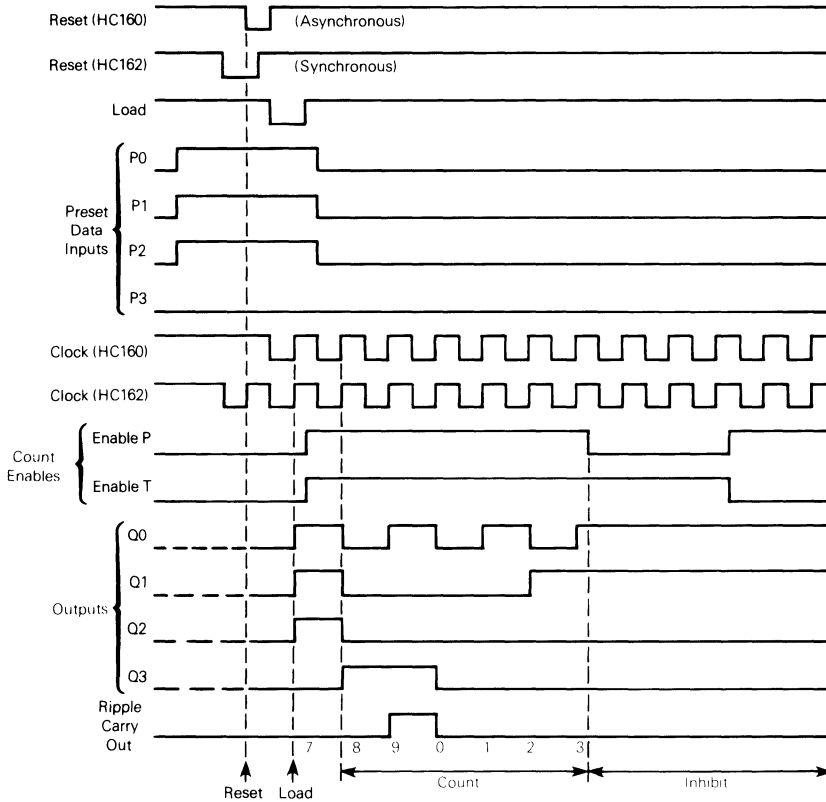 Reset (HC160)
(Asynchronous)
Reset (HC162)
(Synchronous)
Load
P0
P1
Preset
Data
Inputs
P2
P3
Clock (HC160)
Clock (HC162)
Count
Enables
Enable P
Enable T
Q0
Q1
Outputs
Q2
Q3
Ripple
Carry
Out
7 8 9 0 1 2 3
Reset Load
Count
Inhibit